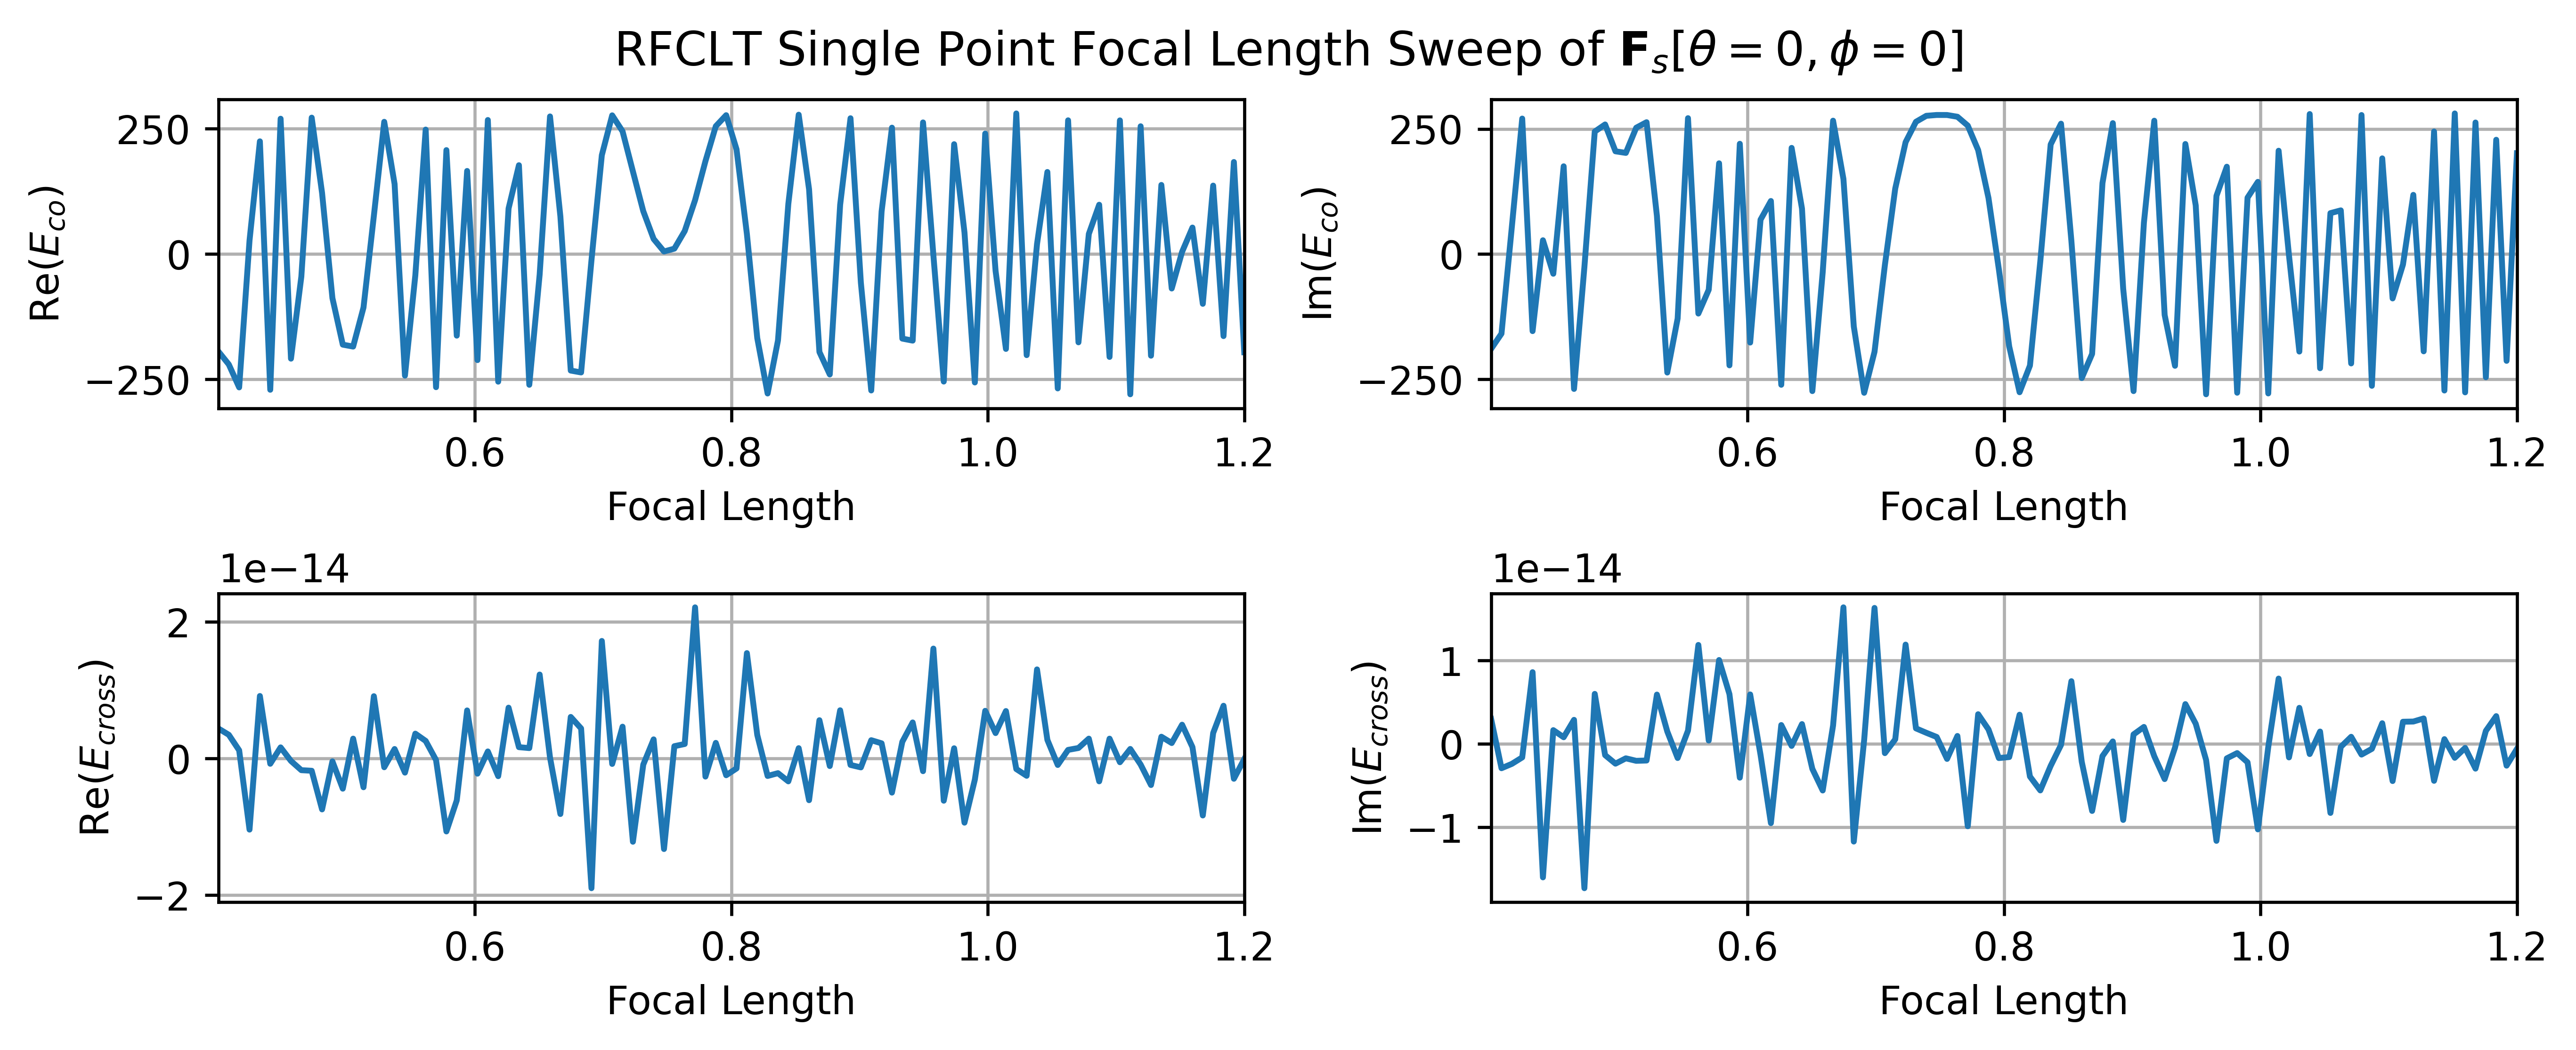 RFCLT Single Point Focal Length Sweep of F_s[θ = 0, ϕ = 0]
Re(E_co)
250
0
−250
0.6 0.8 1.0 1.2
Focal Length
Im(E_co)
250
0
−250
0.6 0.8 1.0 1.2
Focal Length
1e−14
Re(E_cross)
2
0
−2
0.6 0.8 1.0 1.2
Focal Length
1e−14
Im(E_cross)
1
0
−1
0.6 0.8 1.0 1.2
Focal Length